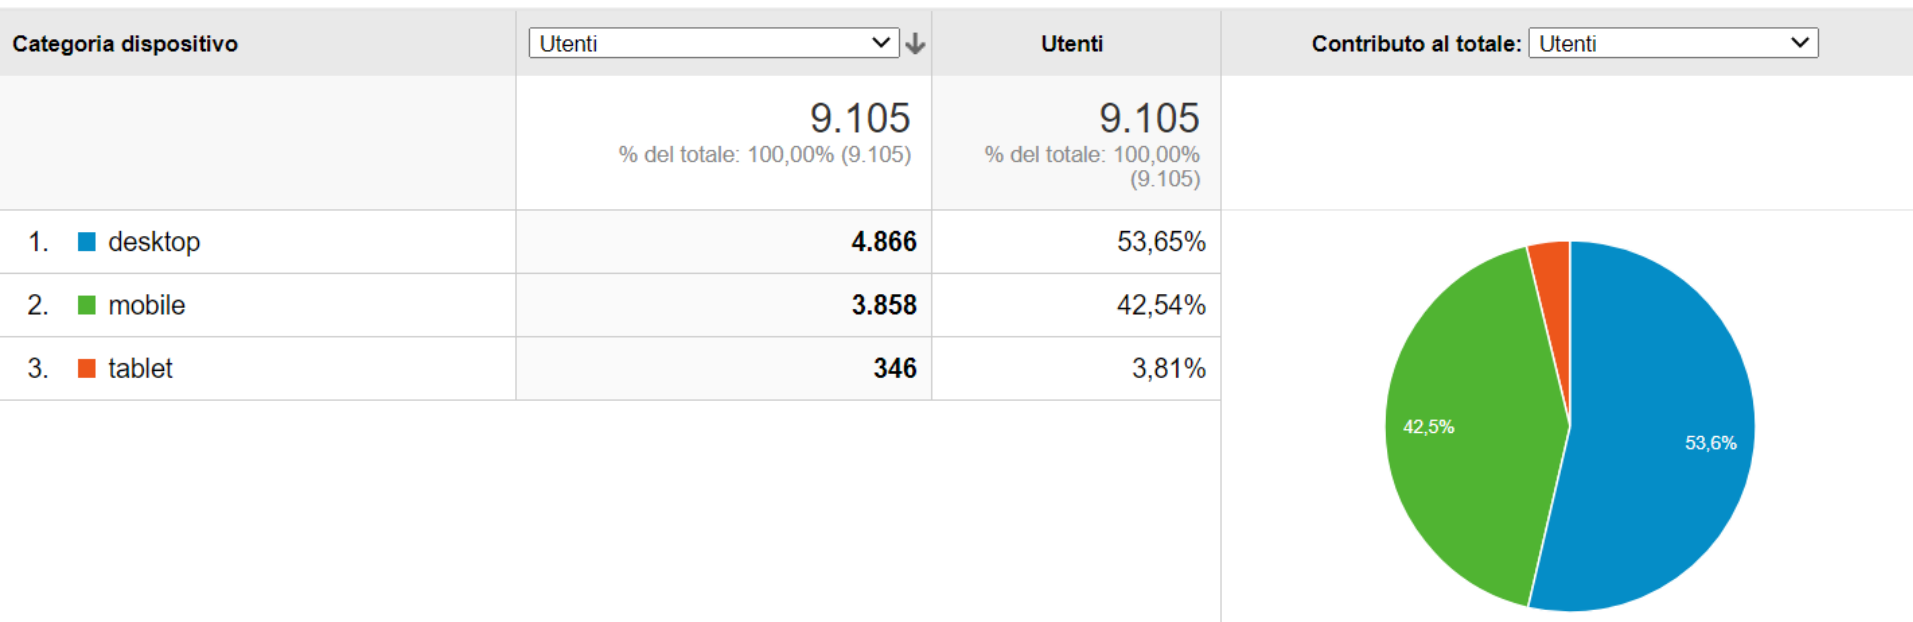 Categoria dispositivo Utenti Utenti Contributo al totale: Utenti
9.105 9.105
% del totale: 100,00% (9.105) % del totale: 100,00%
(9.105)
1. desktop 4.866 53,65%
2. mobile 3.858 42,54%
3. tablet 346 3,81%
42,5%
53,6%